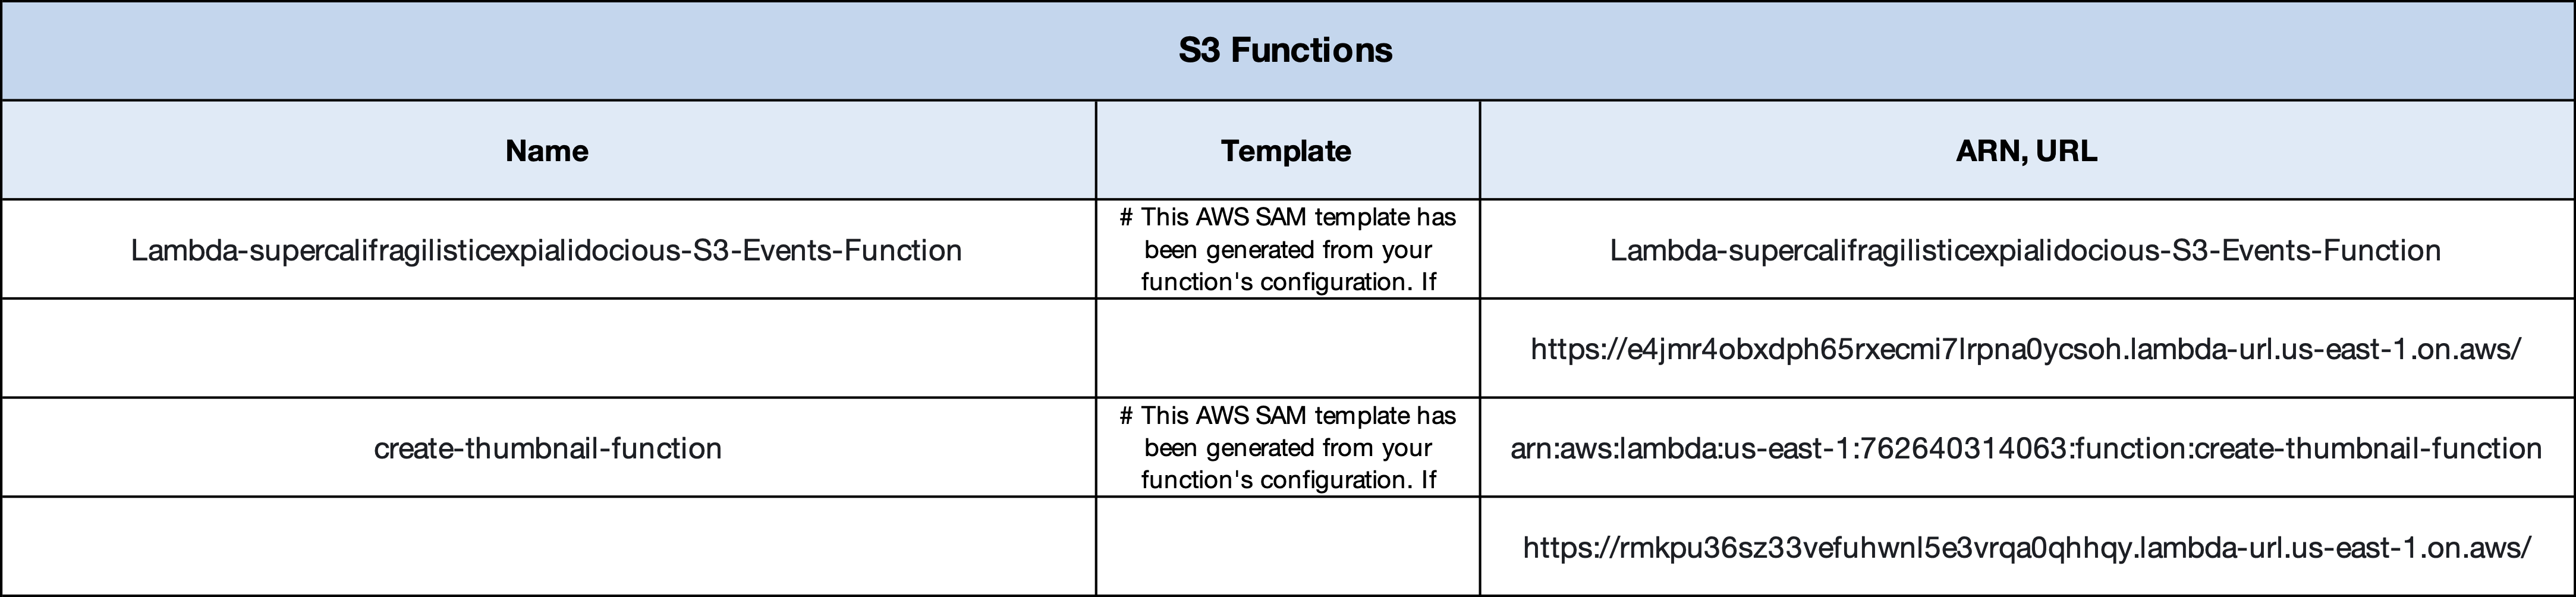 S3 Functions
Name
Template
ARN, URL
Lambda-supercalifragilisticexpialidocious-S3-Events-Function
# This AWS SAM template has
been generated from your
function's configuration. If
Lambda-supercalifragilisticexpialidocious-S3-Events-Function
https://e4jmr4obxdph65rxecmi7lrpna0ycsoh.lambda-url.us-east-1.on.aws/
create-thumbnail-function
# This AWS SAM template has
been generated from your
function's configuration. If
arn:aws:lambda:us-east-1:762640314063:function:create-thumbnail-function
https://rmkpu36sz33vefuhwnl5e3vrqa0qhhqy.lambda-url.us-east-1.on.aws/